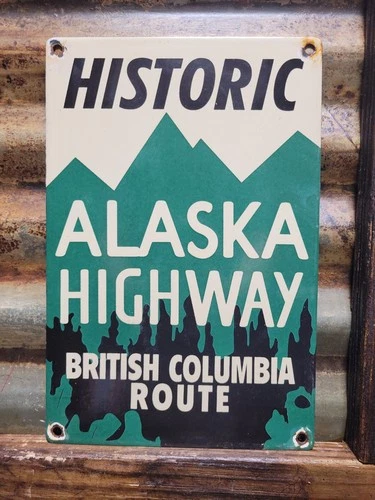 HISTORIC
ALASKA
HIGHWAY
BRITISH COLUMBIA
ROUTE